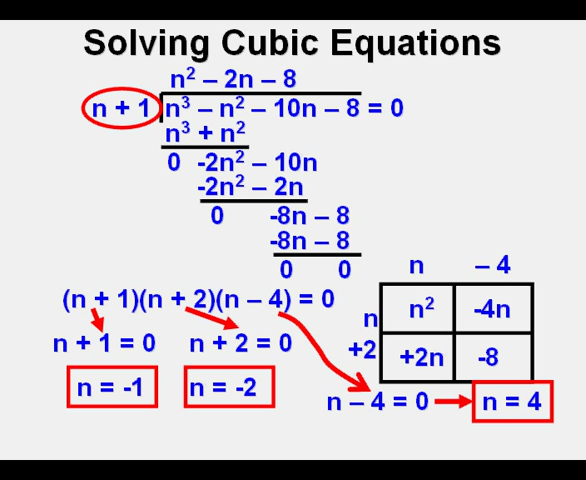 Solving Cubic Equations
n² – 2n – 8
n + 1 n³ – n² – 10n – 8 = 0
n³ + n²
0 -2n² – 10n
-2n² – 2n
0 -8n – 8
-8n – 8
0 0
n – 4
n n² -4n
+2 +2n -8
(n + 1)(n + 2)(n – 4) = 0
n + 1 = 0 n + 2 = 0
n = -1 n = -2
n – 4 = 0 n = 4